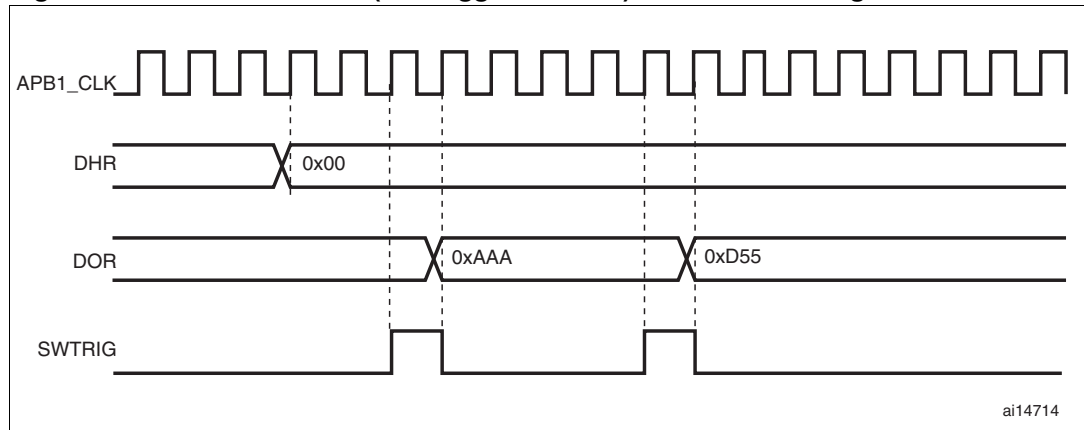 APB1_CLK
DHR
0x00
DOR
0xAAA
0xD55
SWTRIG
ai14714